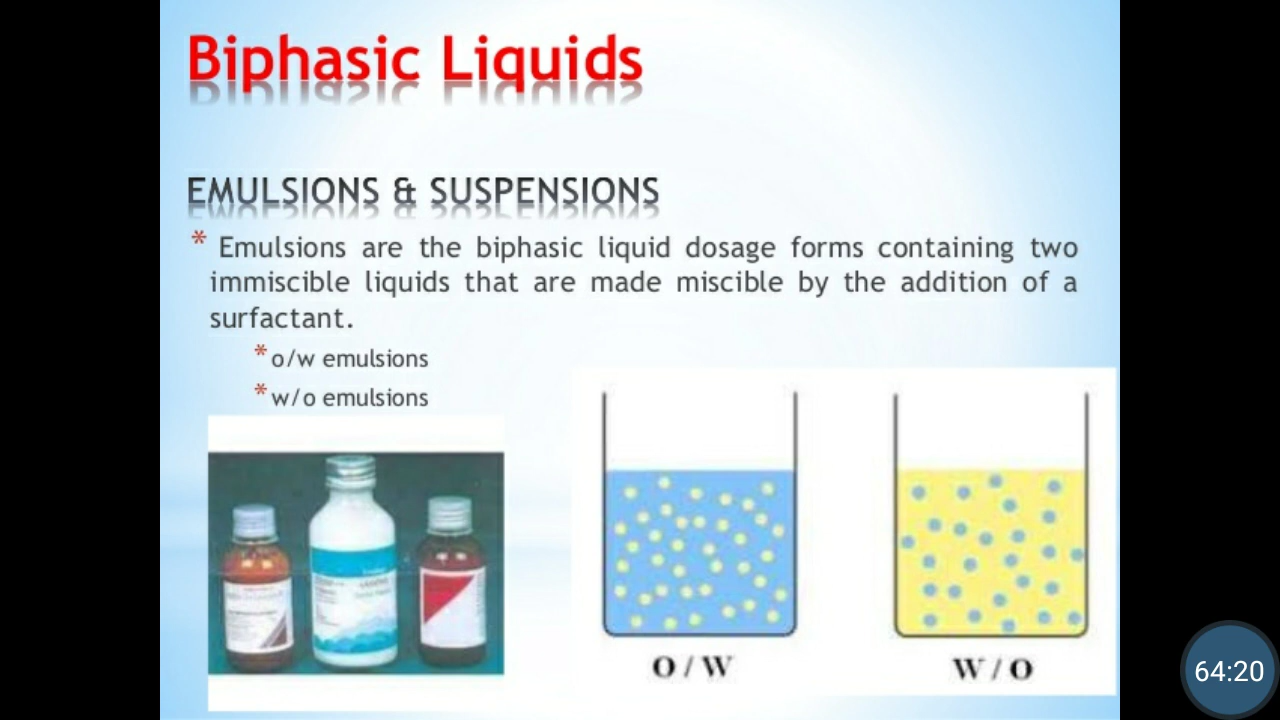 Biphasic Liquids
EMULSIONS & SUSPENSIONS
* Emulsions are the biphasic liquid dosage forms containing two
immiscible liquids that are made miscible by the addition of a
surfactant.
* o/w emulsions
* w/o emulsions
O / W
W / O
64:20